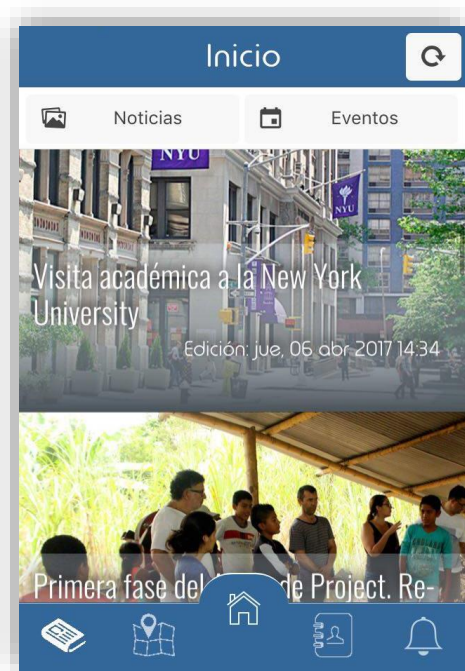 Inicio
Noticias
Eventos
NYU
NYU
Visita académica a la New York
University
Edición: jue, 06 abr 2017 14:34
Primera fase del
de Project. Re-